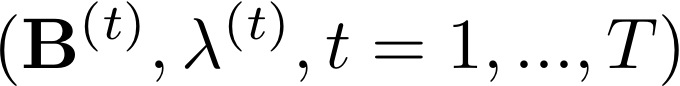 (𝐁^{(t)}, λ^{(t)}, t = 1, ..., T)